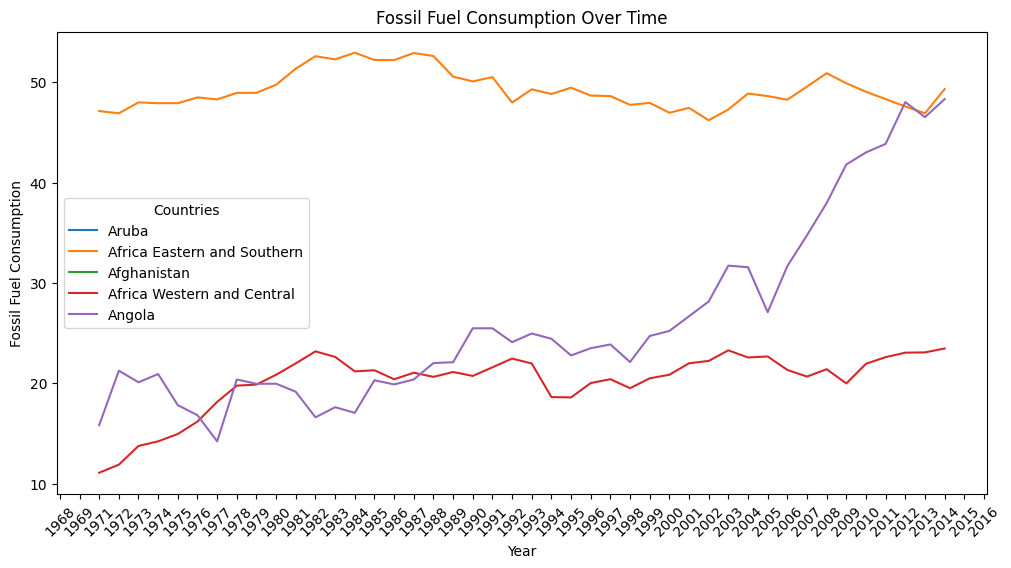 Fossil Fuel Consumption Over Time
Fossil Fuel Consumption
50
40
30
20
10
Countries
Aruba
Africa Eastern and Southern
Afghanistan
Africa Western and Central
Angola
1968 1969 1971 1972 1973 1974 1975 1976 1977 1978 1979 1980 1981 1982 1983 1984 1985 1986 1987 1988 1989 1990 1991 1992 1993 1994 1995 1996 1997 1998 1999 2000 2001 2002 2003 2004 2005 2006 2007 2008 2009 2010 2011 2012 2013 2014 2015 2016
Year